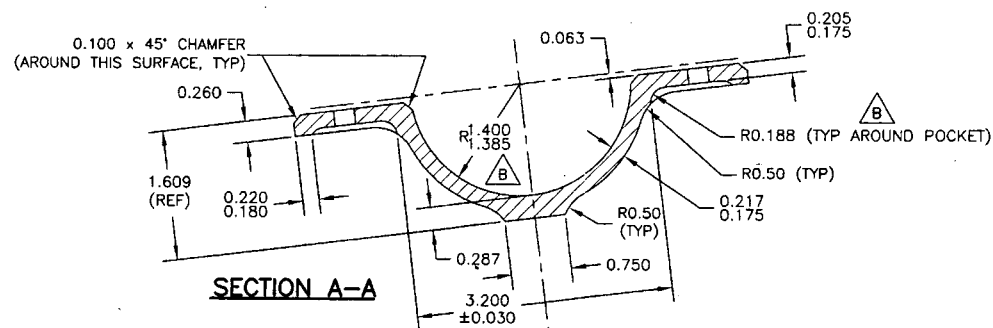 0.100 x 45° CHAMFER
(AROUND THIS SURFACE, TYP)
0.063
0.205
0.175
0.260
R1.400
1.385
B
B
R0.188 (TYP AROUND POCKET)
R0.50 (TYP)
1.609
(REF)
0.220
0.180
0.217
0.175
R0.50
(TYP)
0.287
0.750
SECTION A-A
3.200
±0.030